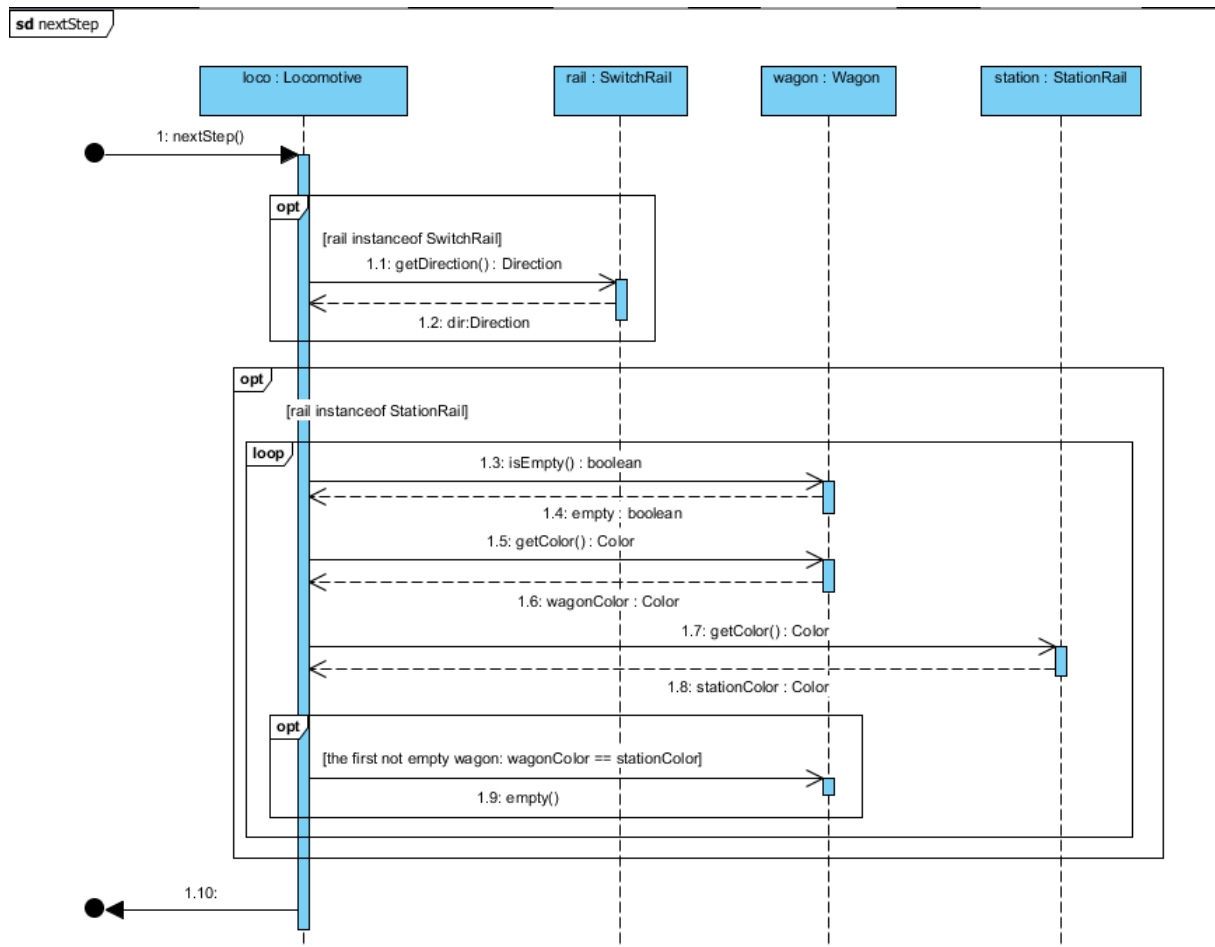 sd nextStep
loco : Locomotive
rail : SwitchRail
wagon : Wagon
station : StationRail
1: nextStep()
opt
[rail instanceof SwitchRail]
1.1: getDirection() : Direction
1.2: dir:Direction
opt
[rail instanceof StationRail]
loop
1.3: isEmpty() : boolean
1.4: empty : boolean
1.5: getColor() : Color
1.6: wagonColor : Color
1.7: getColor() : Color
1.8: stationColor : Color
opt
[the first not empty wagon: wagonColor == stationColor]
1.9: empty()
1.10: